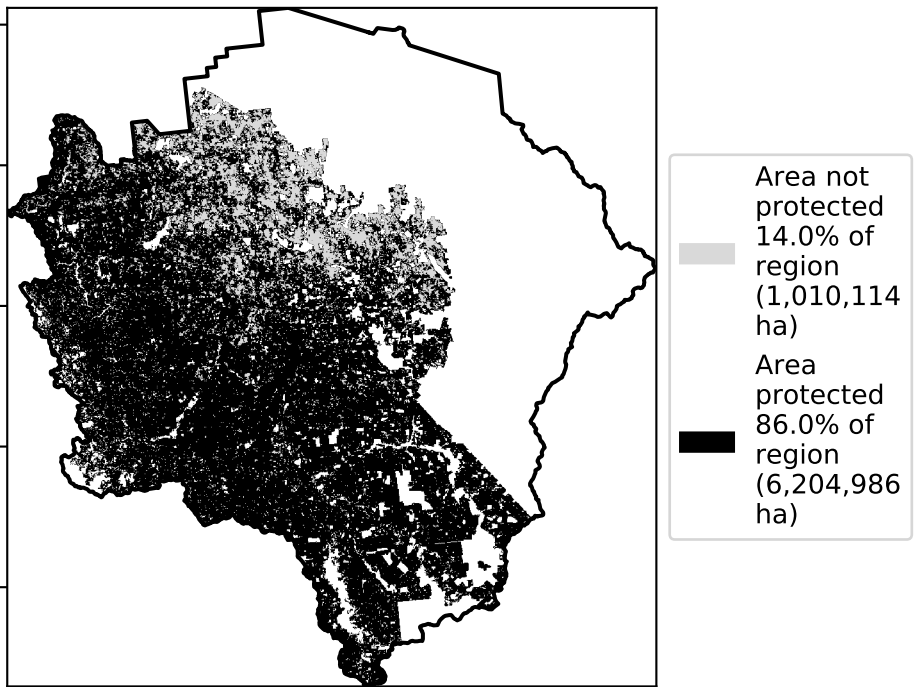 Area not
protected
14.0% of
region
(1,010,114
ha)
Area
protected
86.0% of
region
(6,204,986
ha)